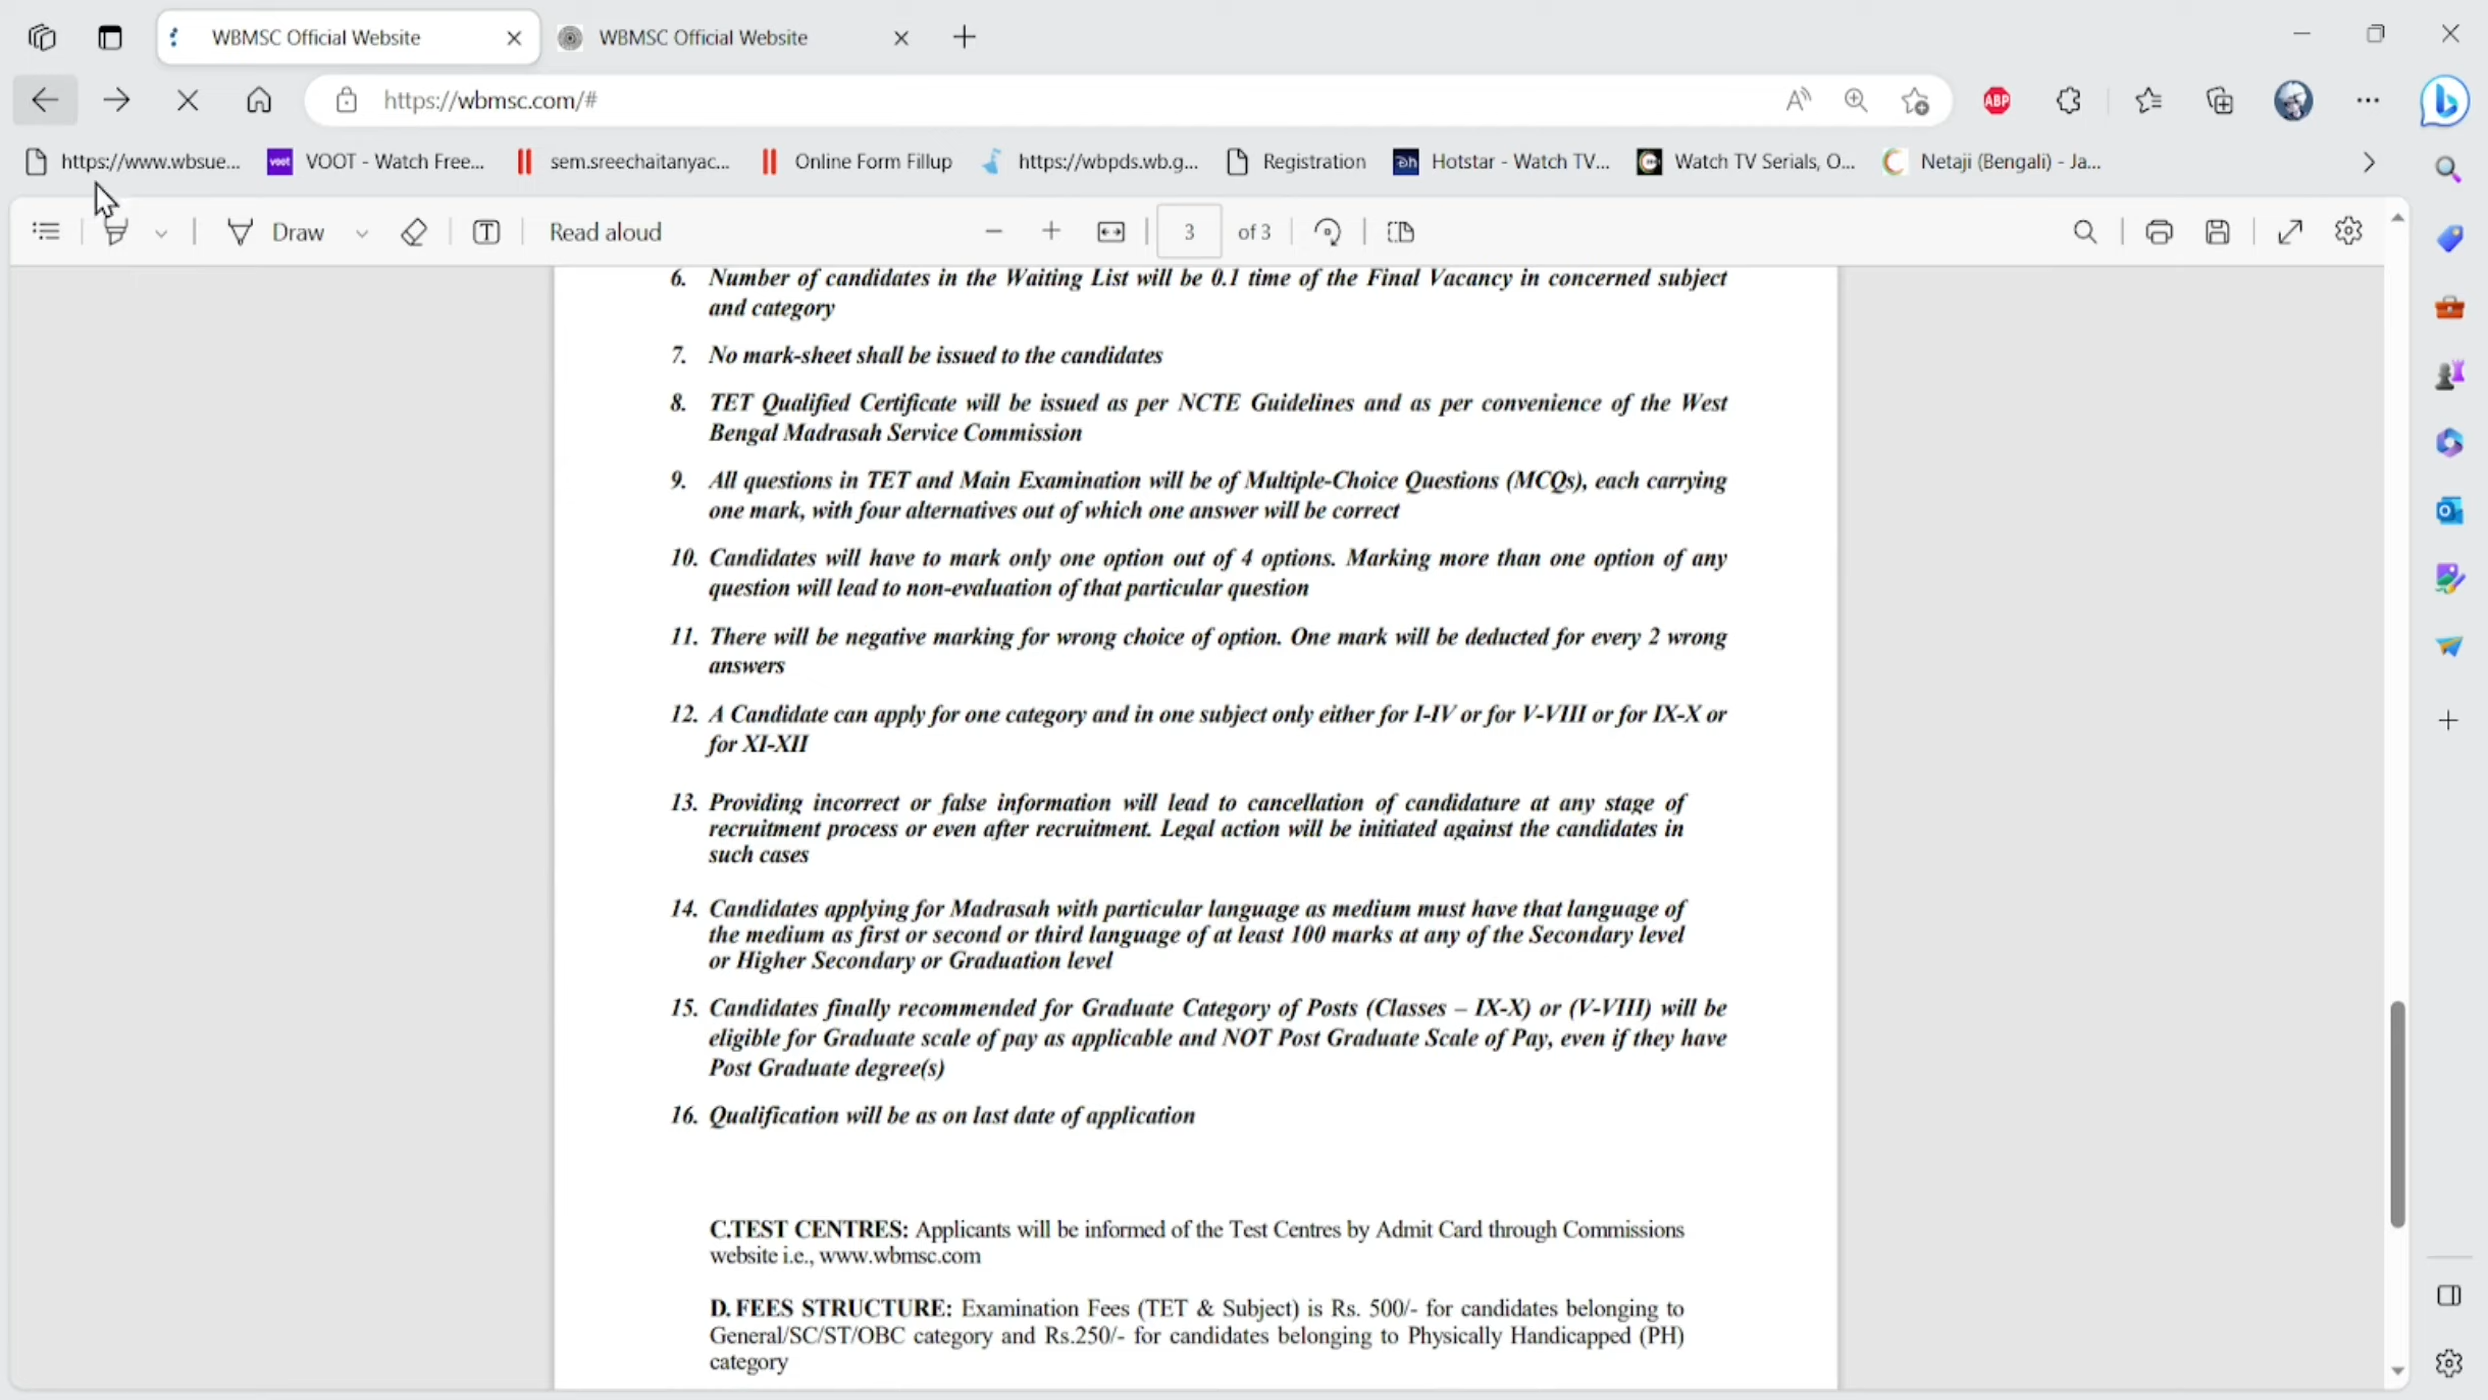 WBMSC Official Website
WBMSC Official Website
https://wbmsc.com/#
ABP
https://www.wbsue...
voot
VOOT - Watch Free...
sem.sreechaitanyac...
Online Form Fillup
https://wbpds.wb.g...
Registration
Hotstar - Watch TV...
Watch TV Serials, O...
Netaji (Bengali) - Ja...
Draw
Read aloud
3 of 3
6. Number of candidates in the Waiting List will be 0.1 time of the Final Vacancy in concerned subject
and category
7. No mark-sheet shall be issued to the candidates
8. TET Qualified Certificate will be issued as per NCTE Guidelines and as per convenience of the West
Bengal Madrasah Service Commission
9. All questions in TET and Main Examination will be of Multiple-Choice Questions (MCQs), each carrying
one mark, with four alternatives out of which one answer will be correct
10. Candidates will have to mark only one option out of 4 options. Marking more than one option of any
question will lead to non-evaluation of that particular question
11. There will be negative marking for wrong choice of option. One mark will be deducted for every 2 wrong
answers
12. A Candidate can apply for one category and in one subject only either for I-IV or for V-VIII or for IX-X or
for XI-XII
13. Providing incorrect or false information will lead to cancellation of candidature at any stage of
recruitment process or even after recruitment. Legal action will be initiated against the candidates in
such cases
14. Candidates applying for Madrasah with particular language as medium must have that language of
the medium as first or second or third language of at least 100 marks at any of the Secondary level
or Higher Secondary or Graduation level
15. Candidates finally recommended for Graduate Category of Posts (Classes – IX-X) or (V-VIII) will be
eligible for Graduate scale of pay as applicable and NOT Post Graduate Scale of Pay, even if they have
Post Graduate degree(s)
16. Qualification will be as on last date of application
C.TEST CENTRES: Applicants will be informed of the Test Centres by Admit Card through Commissions
website i.e., www.wbmsc.com
D. FEES STRUCTURE: Examination Fees (TET & Subject) is Rs. 500/- for candidates belonging to
General/SC/ST/OBC category and Rs.250/- for candidates belonging to Physically Handicapped (PH)
category